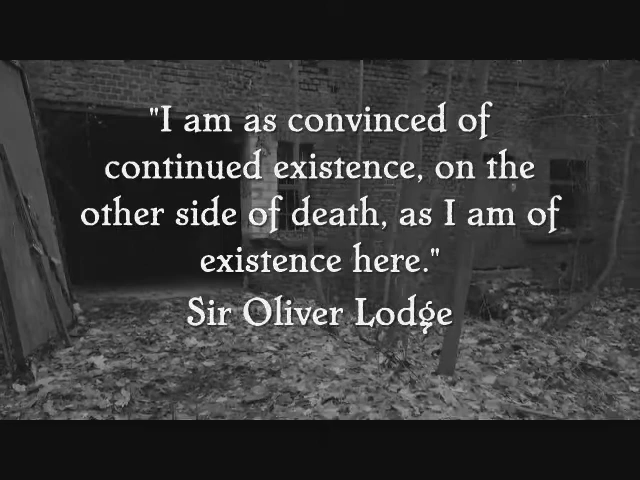 "I am as convinced of
continued existence, on the
other side of death, as I am of
existence here."
Sir Oliver Lodge